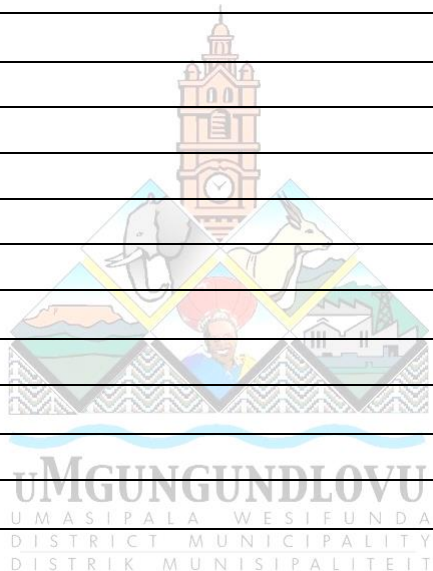 uMGUNGUNDLOVU
UMASIPALA WESIFUNDA
DISTRICT MUNICIPALITY
DISTRIK MUNISIPALITEIT